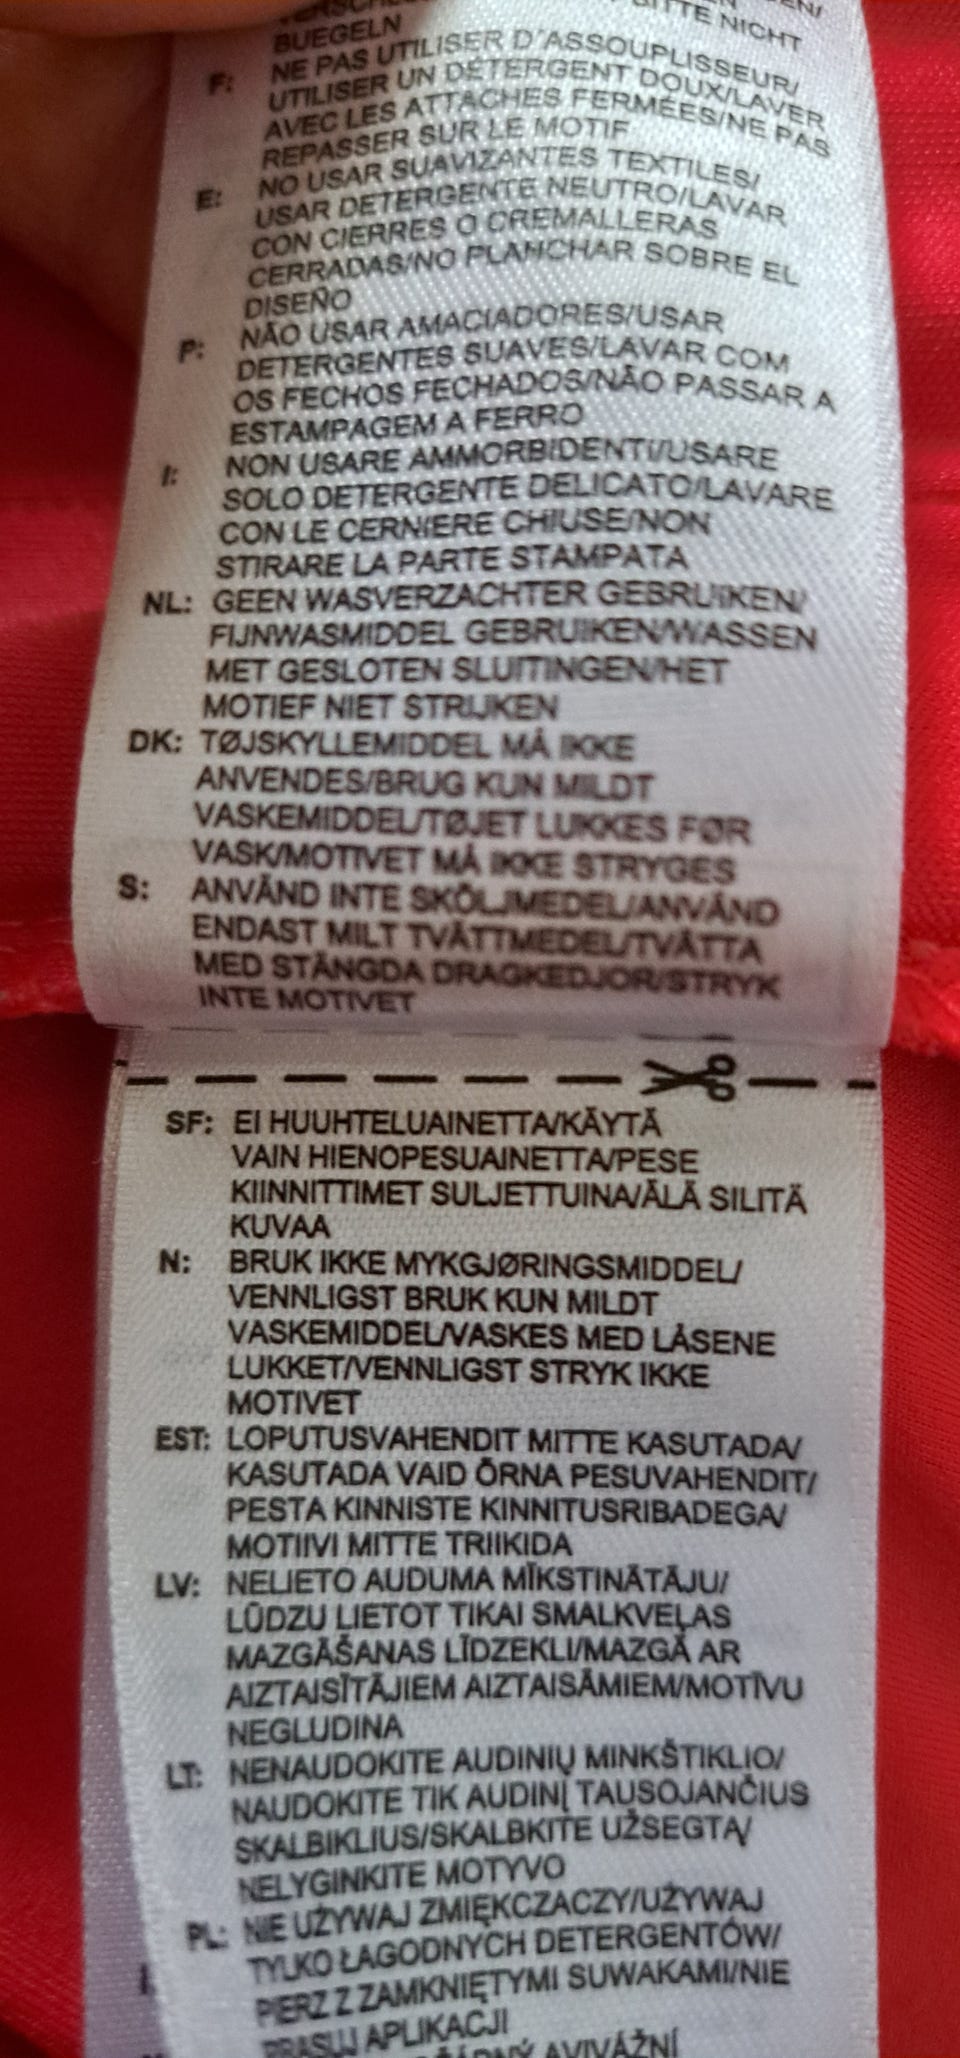 BITTE NICHT
BUEGELN
F: NE PAS UTILISER D'ASSOUPLISSEUR/
UTILISER UN DÉTERGENT DOUX/LAVER
AVEC LES ATTACHES FERMÉES/NE PAS
REPASSER SUR LE MOTIF
E: NO USAR SUAVIZANTES TEXTILES/
USAR DETERGENTE NEUTRO/LAVAR
CON CIERRES O CREMALLERAS
CERRADAS/NO PLANCHAR SOBRE EL
DISEÑO
P: NÃO USAR AMACIADORES/USAR
DETERGENTES SUAVES/LAVAR COM
OS FECHOS FECHADOS/NÃO PASSAR A
ESTAMPAGEM A FERRO
I: NON USARE AMMORBIDENTI/USARE
SOLO DETERGENTE DELICATO/LAVARE
CON LE CERNIERE CHIUSE/NON
STIRARE LA PARTE STAMPATA
NL: GEEN WASVERZACHTER GEBRUIKEN/
FIJNWASMIDDEL GEBRUIKEN/WASSEN
MET GESLOTEN SLUITINGEN/HET
MOTIEF NIET STRIJKEN
DK: TØJSKYLLEMIDDEL MÅ IKKE
ANVENDES/BRUG KUN MILDT
VASKEMIDDEL/TØJET LUKKES FØR
VASK/MOTIVET MÅ IKKE STRYGES
S: ANVÄND INTE SKÖLJMEDEL/ANVÄND
ENDAST MILT TVÄTTMEDEL/TVÄTTA
MED STÄNGDA DRAGKEDJOR/STRYK
INTE MOTIVET
SF: EI HUUHTELUAINETTA/KÄYTÄ
VAIN HIENOPESUAINETTA/PESE
KIINNITTIMET SULJETTUINA/ÄLÄ SILITÄ
KUVAA
N: BRUK IKKE MYKGJØRINGSMIDDEL/
VENNLIGST BRUK KUN MILDT
VASKEMIDDEL/VASKES MED LÅSENE
LUKKET/VENNLIGST STRYK IKKE
MOTIVET
EST: LOPUTUSVAHENDIT MITTE KASUTADA/
KASUTADA VAID ÕRNA PESUVAHENDIT/
PESTA KINNISTE KINNITUSRIBADEGA/
MOTIIVI MITTE TRIIKIDA
LV: NELIETO AUDUMA MĪKSTINĀTĀJU/
LŪDZU LIETOT TIKAI SMALKVEĻAS
MAZGĀŠANAS LĪDZEKLI/MAZGĀ AR
AIZTAISĪTĀJIEM AIZTAISĀMIEM/MOTĪVU
NEGLUDINA
LT: NENAUDOKITE AUDINIŲ MINKŠTIKLIO/
NAUDOKITE TIK AUDINĮ TAUSOJANČIUS
SKALBIKLIUS/SKALBKITE UŽSEGTĄ/
NELYGINKITE MOTYVO
PL: NIE UŻYWAJ ZMIĘKCZACZY/UŻYWAJ
TYLKO ŁAGODNYCH DETERGENTÓW/
PIERZ Z ZAMKNIĘTYMI SUWAKAMI/NIE
PRASUJ APLIKACJI
AVIVÁŽNÍ